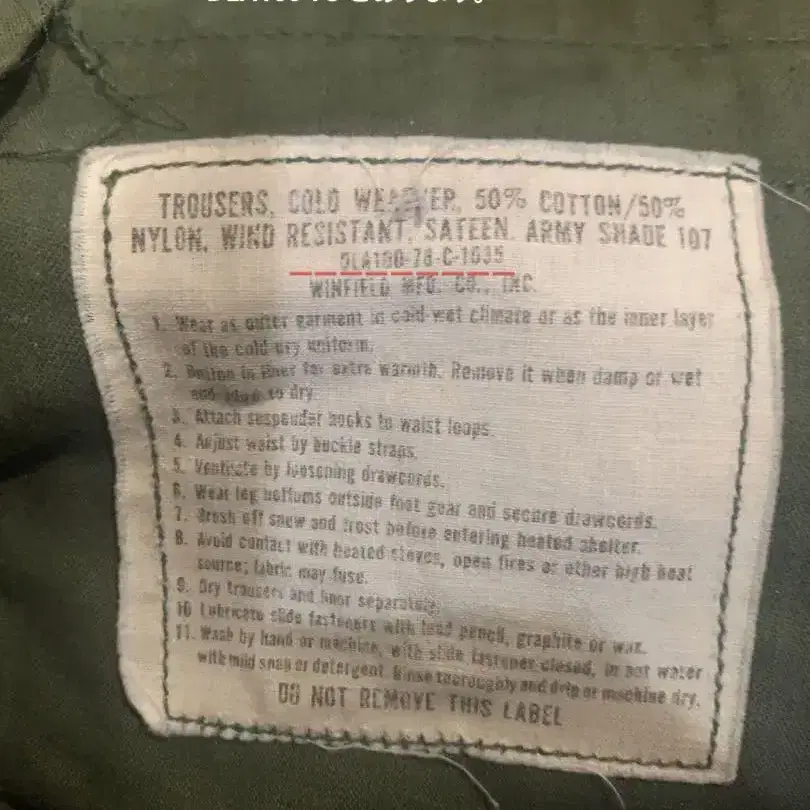 TROUSERS, COLD WEATHER, 50% COTTON/50%
NYLON, WIND RESISTANT, SATEEN, ARMY SHADE 107
DLA100-78-C-1035
WINFIELD MFG. CO., INC.
1. Wear as outer garment in cold-wet climate or as the inner layer
of the cold dry uniform.
2. Button in liner for extra warmth. Remove it when damp or wet
and to dry.
3. Attach suspender hooks to waist loops.
4. Adjust waist by buckle straps.
5. Ventilate by loosening drawcords.
6. Wear leg bottoms outside foot gear and secure drawcords.
7. Brush off snow and frost before entering heated shelter.
8. Avoid contact with heated stoves, open fires or other high heat
source; fabric may fuse.
9. Dry trousers and liner separately.
10 Lubricate slide fasteners with lead pencil, graphite or wax.
11. Wash by hand or machine, with slide fastener closed, in hot water
with mild soap or detergent. Rinse thoroughly and drip or machine dry.
DO NOT REMOVE THIS LABEL